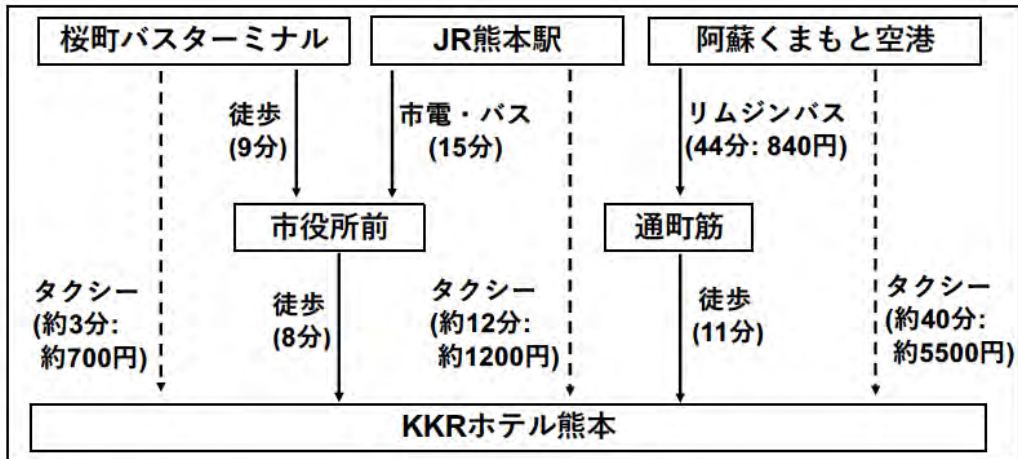 桜町バスターミナル
JR熊本駅
阿蘇くまもと空港
徒歩
(9分)
市電・バス
(15分)
リムジンバス
(44分: 840円)
市役所前
通町筋
タクシー
(約3分:
約700円)
徒歩
(8分)
タクシー
(約12分:
約1200円)
徒歩
(11分)
タクシー
(約40分:
約5500円)
KKRホテル熊本